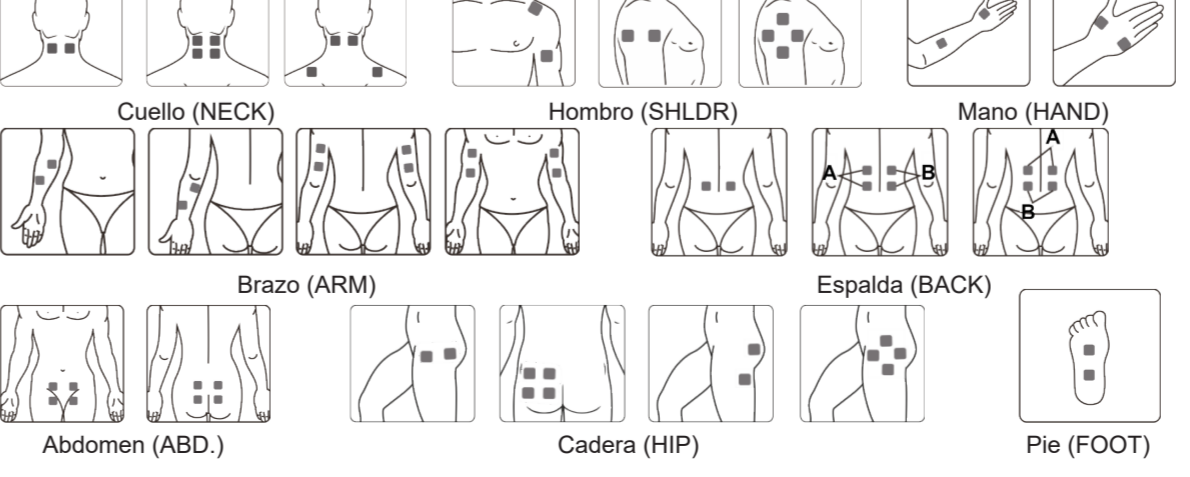 Cuello (NECK)
Hombro (SHLDR)
Mano (HAND)
A
B
A
B
Brazo (ARM)
Espalda (BACK)
Abdomen (ABD.)
Cadera (HIP)
Pie (FOOT)